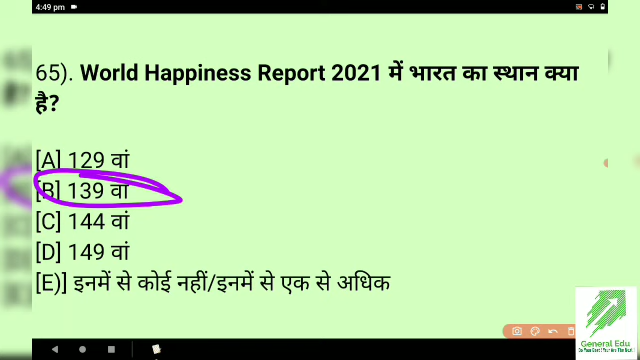 4:49 pm
65). World Happiness Report 2021 में भारत का स्थान क्या
है?
[A] 129 वां
[B] 139 वां
[C] 144 वां
[D] 149 वां
[E)] इनमें से कोई नहीं/इनमें से एक से अधिक
General Edu